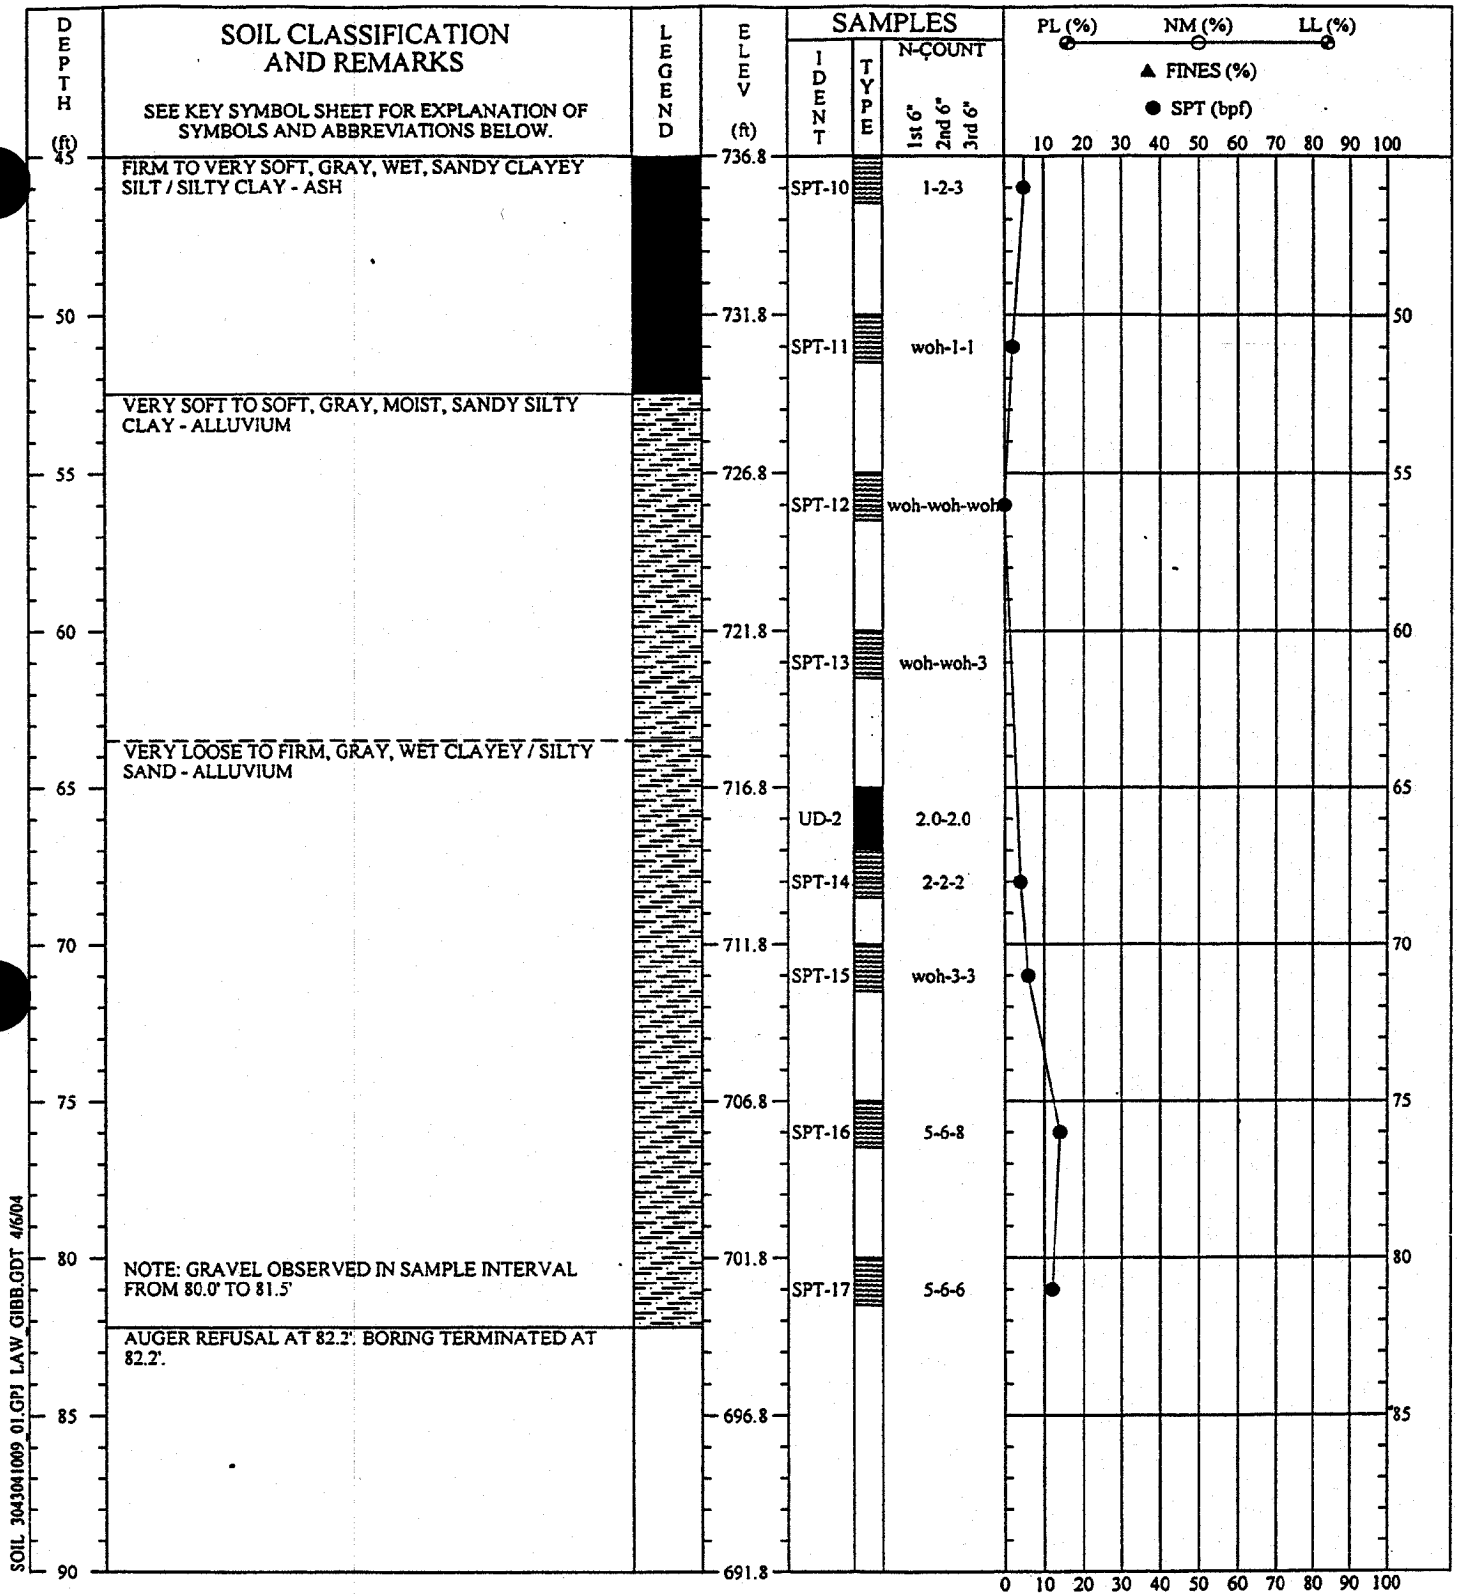 DEPTH (ft)
SOIL CLASSIFICATION
AND REMARKS
SEE KEY SYMBOL SHEET FOR EXPLANATION OF
SYMBOLS AND ABBREVIATIONS BELOW.
LEGEND
ELEV (ft)
SAMPLES
IDENT
TYPE
N-COUNT
1st 6"
2nd 6"
3rd 6"
PL (%) NM (%) LL (%)
▲ FINES (%)
● SPT (bpf)
10 20 30 40 50 60 70 80 90 100
45
FIRM TO VERY SOFT, GRAY, WET, SANDY CLAYEY
SILT / SILTY CLAY - ASH
736.8
SPT-10 1-2-3
50 731.8 50
SPT-11 woh-1-1
VERY SOFT TO SOFT, GRAY, MOIST, SANDY SILTY
CLAY - ALLUVIUM
55 726.8 55
SPT-12 woh-woh-woh
60 721.8 60
SPT-13 woh-woh-3
VERY LOOSE TO FIRM, GRAY, WET CLAYEY / SILTY
SAND - ALLUVIUM
65 716.8 65
UD-2 2.0-2.0
SPT-14 2-2-2
70 711.8 70
SPT-15 woh-3-3
75 706.8 75
SPT-16 5-6-8
80 701.8 80
NOTE: GRAVEL OBSERVED IN SAMPLE INTERVAL
FROM 80.0' TO 81.5'
SPT-17 5-6-6
AUGER REFUSAL AT 82.2'. BORING TERMINATED AT
82.2'.
85 696.8 85
90 691.8
0 10 20 30 40 50 60 70 80 90 100
SOIL 3043041009_01.GPJ LAW_GIBB.GDT 4/6/04